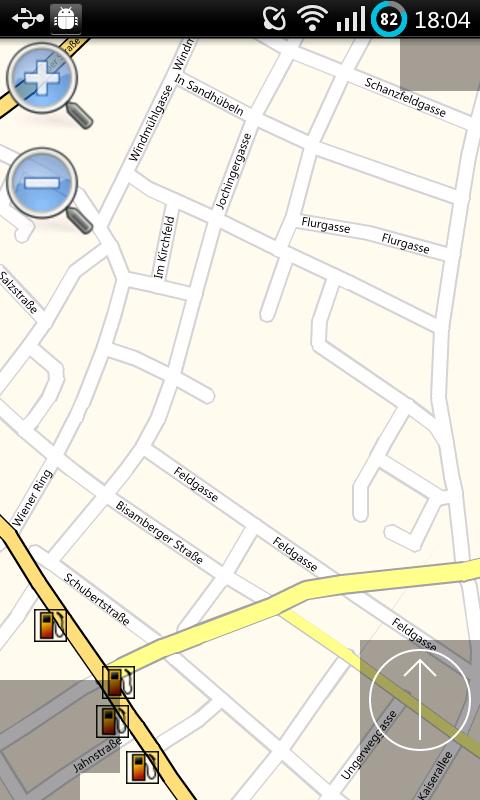 82 18:04
Windm
Schanzfeldgasse
In Sandhübeln
Windmühlgasse
Jochingergasse
Flurgasse
Flurgasse
Im Kirchfeld
Salzstraße
Feldgasse
Wiener Ring
Bisamberger Straße
Feldgasse
Schubertstraße
Feldgasse
Jahnstraße
Ungerweggasse
Kaiserallee